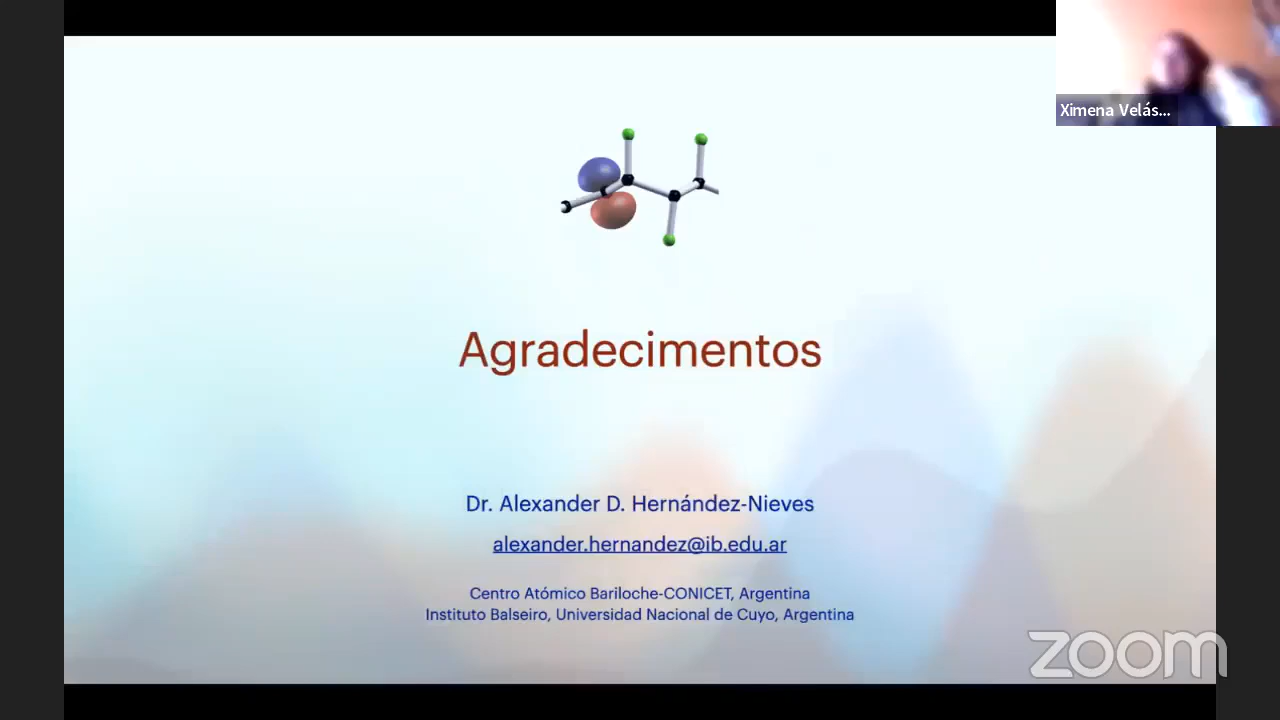 Ximena Velás...
Agradecimentos
Dr. Alexander D. Hernández-Nieves
alexander.hernandez@ib.edu.ar
Centro Atómico Bariloche-CONICET, Argentina
Instituto Balseiro, Universidad Nacional de Cuyo, Argentina
zoom